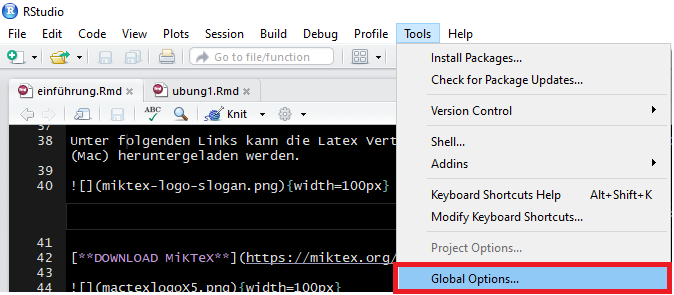 RStudio
File Edit Code View Plots Session Build Debug Profile Tools Help
Go to file/function
Install Packages...
Check for Package Updates...
einführung.Rmd ubung1.Rmd
Version Control
ABC Knit
37
38 Unter folgenden Links kann die Latex Vert
(Mac) heruntergeladen werden.
Shell...
Addins
39
40 ![](miktex-logo-slogan.png){width=100px}
Keyboard Shortcuts Help Alt+Shift+K
Modify Keyboard Shortcuts...
41
42 [**DOWNLOAD MiKTeX**](https://miktex.org/
Project Options...
43
44 ![](mactexlogoX5.png){width=100px}
Global Options...